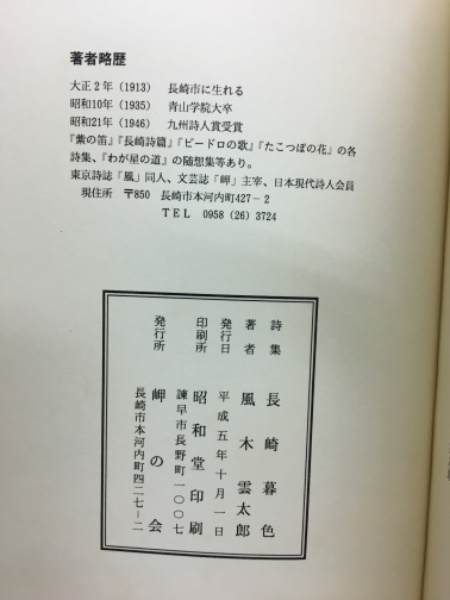 著者略歴
大正2年（1913） 長崎市に生れる
昭和10年（1935） 青山学院大卒
昭和21年（1946） 九州詩人賞受賞
『紫の笛』『長崎詩篇』『ビードロの歌』『たこつぼの花』の各
詩集、『わが星の道』の随想集等あり。
東京詩誌「風」同人、文芸誌「岬」主宰、日本現代詩人会員
現住所 〒850 長崎市本河内町427－2
TEL 0958（26）3724
詩集 長崎暮色
著者 風木雲太郎
発行日 平成五年十月一日
印刷所 昭和堂印刷
諫早市長野町一〇〇七
発行所 岬の会
長崎市本河内町四二七－二